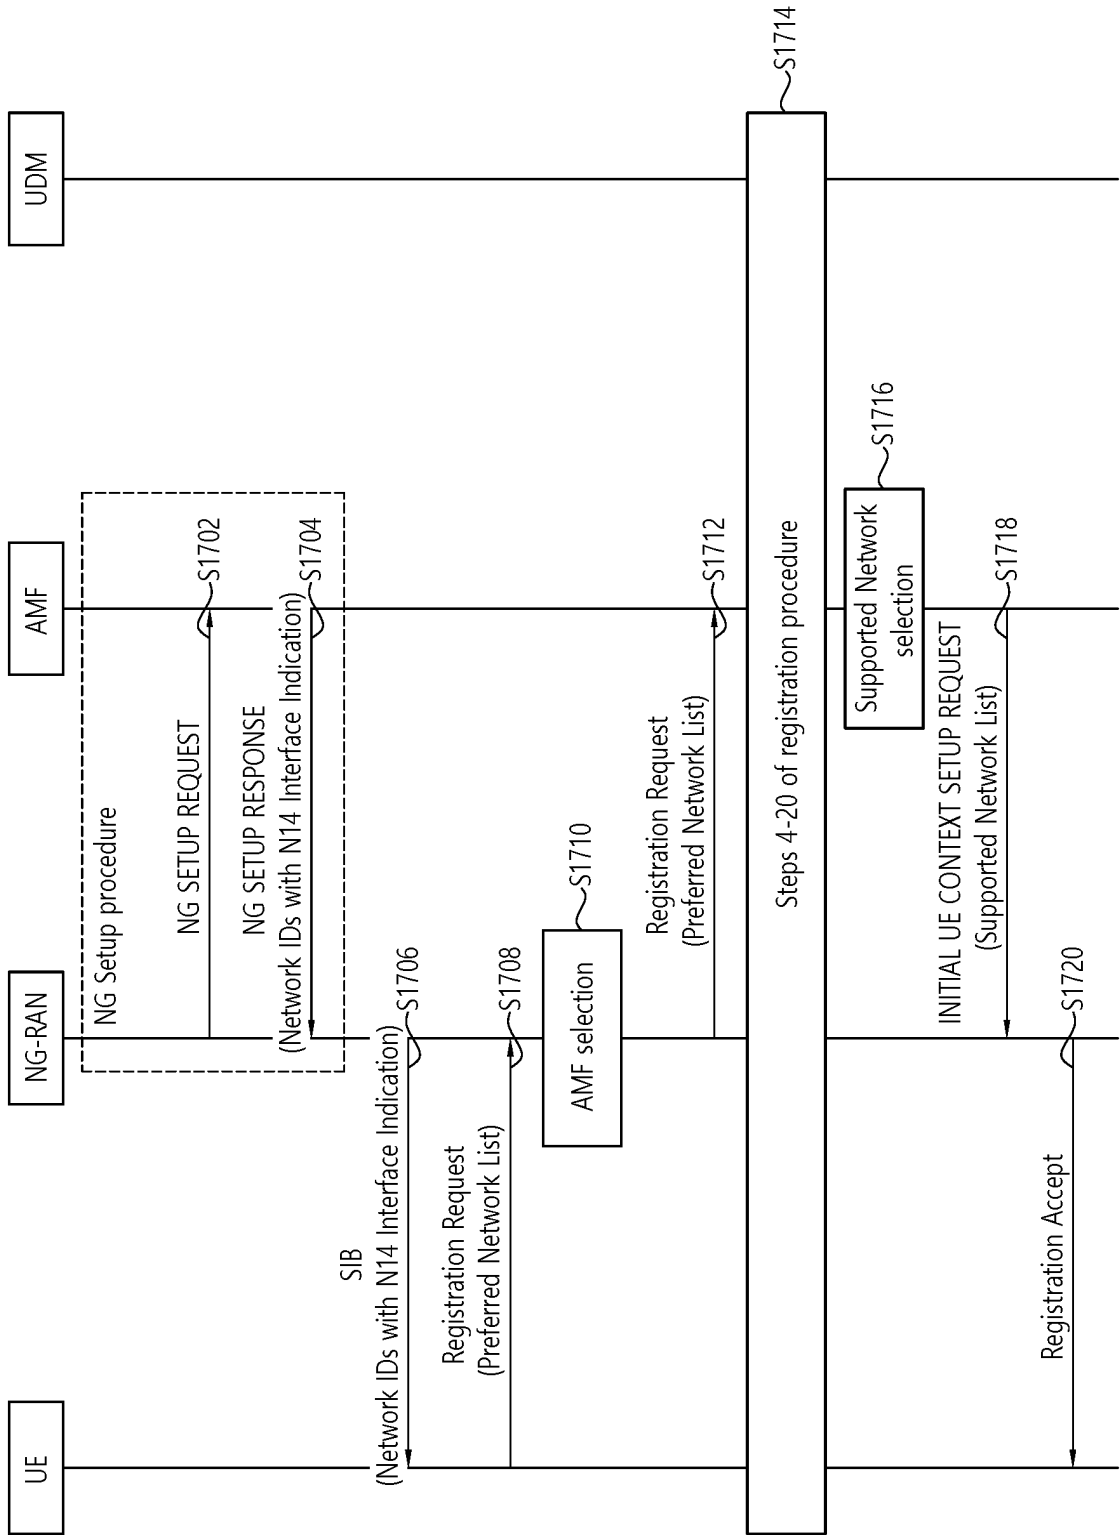 UE
NG-RAN
AMF
UDM
NG Setup procedure
NG SETUP REQUEST
S1702
NG SETUP RESPONSE
(Network IDs with N14 Interface Indication)
S1704
SIB
(Network IDs with N14 Interface Indication)
S1706
Registration Request
(Preferred Network List)
S1708
AMF selection
S1710
Registration Request
(Preferred Network List)
S1712
Steps 4-20 of registration procedure
S1714
Supported Network
selection
S1716
INITIAL UE CONTEXT SETUP REQUEST
(Supported Network List)
S1718
Registration Accept
S1720